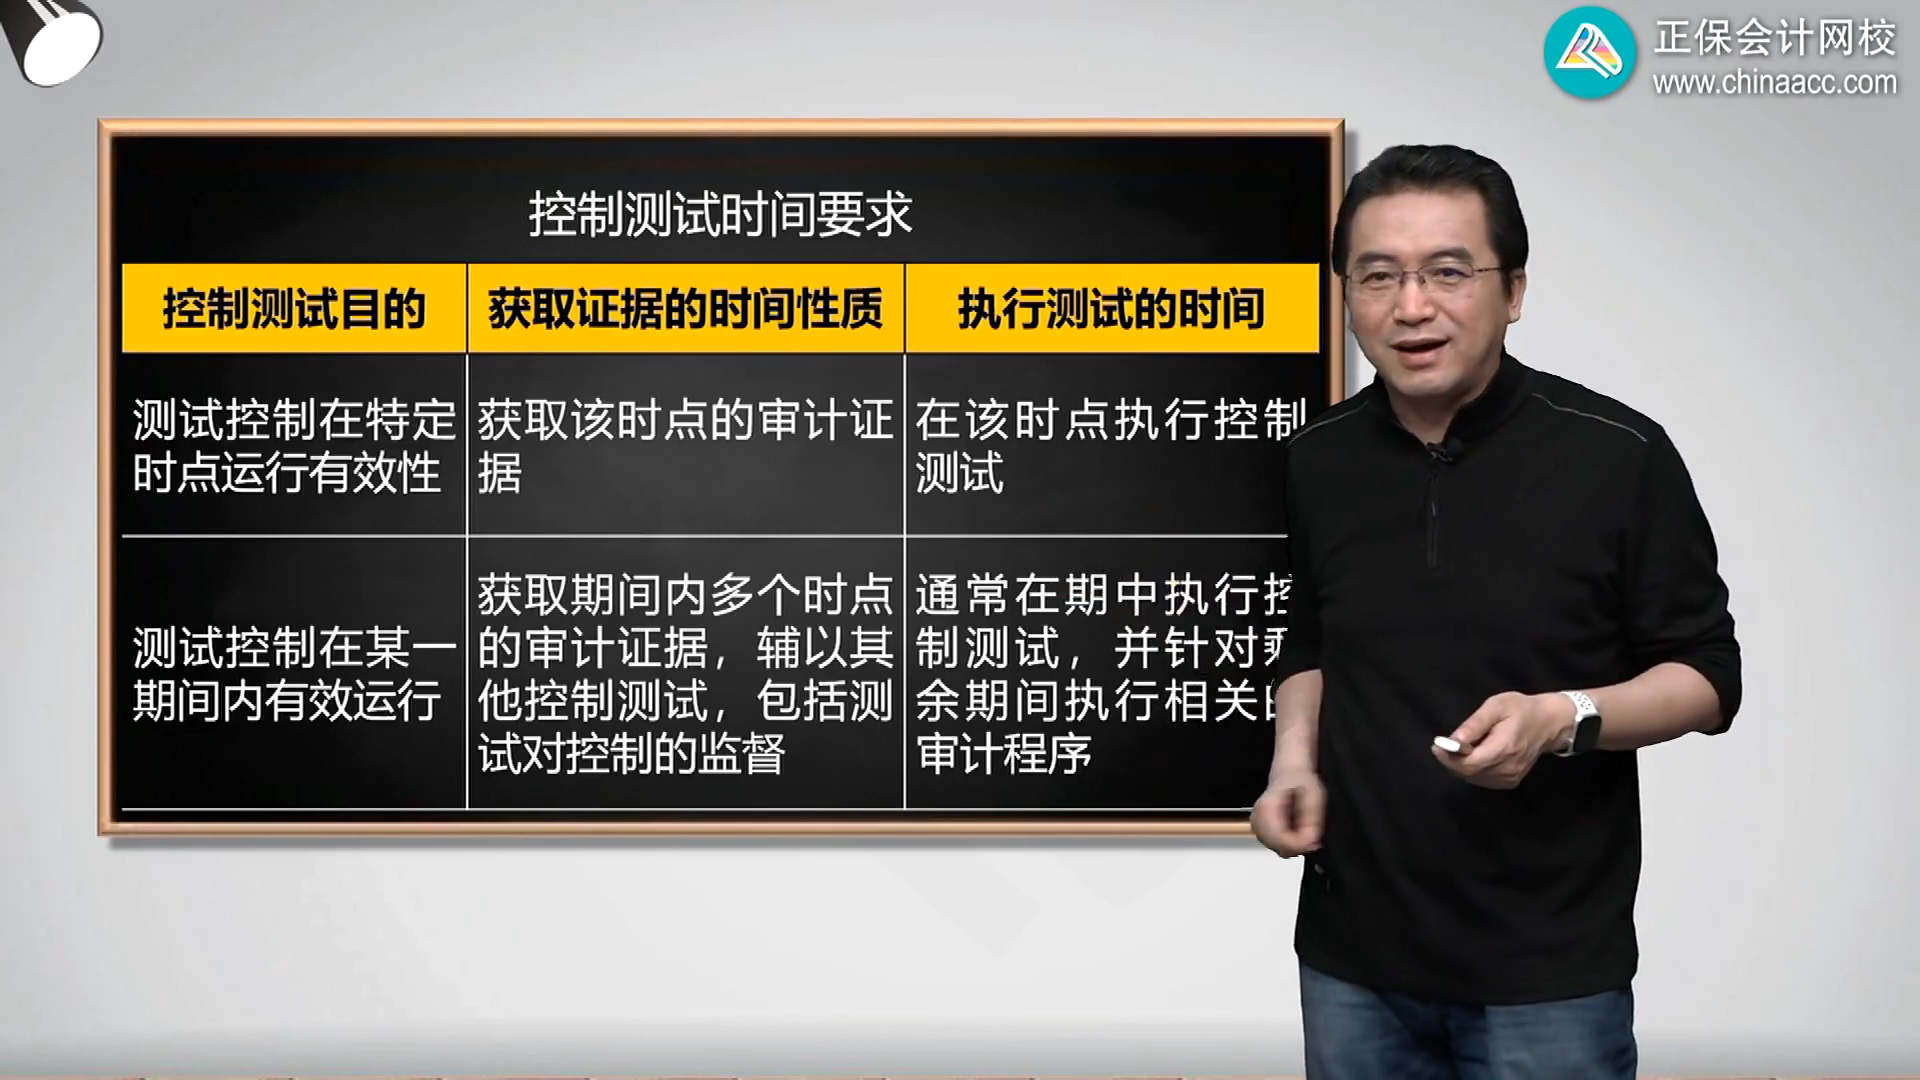 正保会计网校
www.chinaacc.com
控制测试时间要求
控制测试目的
获取证据的时间性质
执行测试的时间
测试控制在特定
时点运行有效性
获取该时点的审计证
据
在该时点执行控制
测试
测试控制在某一
期间内有效运行
获取期间内多个时点
的审计证据，辅以其
他控制测试，包括测
试对控制的监督
通常在期中执行控
制测试，并针对剩
余期间执行相关的
审计程序